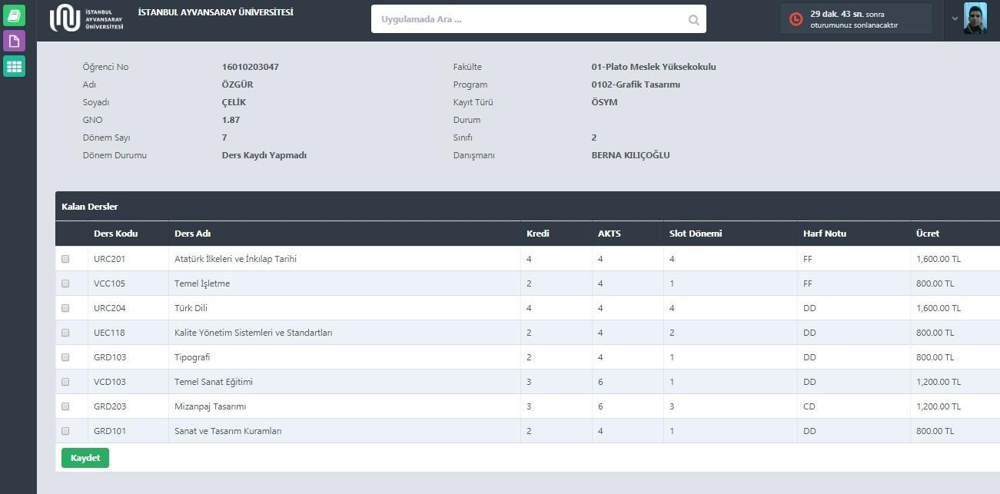 İSTANBUL
AYVANSARAY
ÜNİVERSİTESİ
İSTANBUL AYVANSARAY ÜNİVERSİTESİ
Uygulamada Ara ...
29 dak. 43 sn. sonra
oturumunuz sonlanacaktır
Öğrenci No 16010203047 Fakülte 01-Plato Meslek Yüksekokulu
Adı ÖZGÜR Program 0102-Grafik Tasarımı
Soyadı ÇELİK Kayıt Türü ÖSYM
GNO 1.87 Durum
Dönem Sayı 7 Sınıfı 2
Dönem Durumu Ders Kaydı Yapmadı Danışmanı BERNA KILIÇOĞLU
Kalan Dersler
Ders Kodu Ders Adı Kredi AKTS Slot Dönemi Harf Notu Ücret
URC201 Atatürk İlkeleri ve İnkılap Tarihi 4 4 4 FF 1,600.00 TL
VCC105 Temel İşletme 2 4 1 FF 800.00 TL
URC204 Türk Dili 4 4 4 DD 1,600.00 TL
UEC118 Kalite Yönetim Sistemleri ve Standartları 2 4 2 DD 800.00 TL
GRD103 Tipografi 2 4 1 DD 800.00 TL
VCD103 Temel Sanat Eğitimi 3 6 1 DD 1,200.00 TL
GRD203 Mizanpaj Tasarımı 3 6 3 CD 1,200.00 TL
GRD101 Sanat ve Tasarım Kuramları 2 4 1 DD 800.00 TL
Kaydet